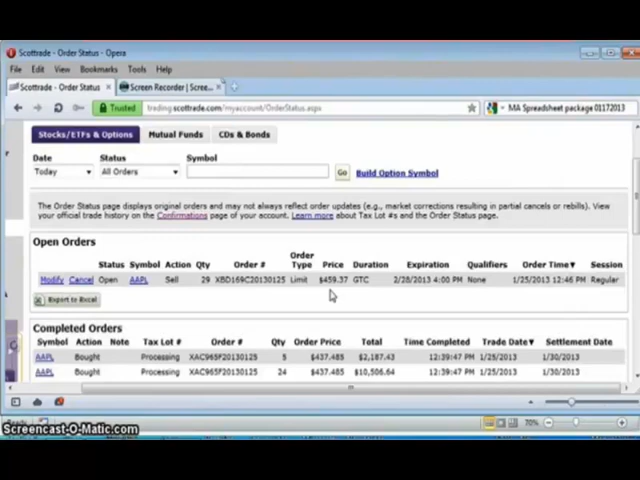 Scottrade - Order Status - Opera
File Edit View Bookmarks Tools Help
Scottrade - Order Status Screen Recorder | Scree...
Trusted trading.scottrade.com/myaccount/OrderStatus.aspx MA Spreadsheet package 01172013
Stocks/ETFs & Options Mutual Funds CDs & Bonds
Date Status Symbol
Today All Orders Go Build Option Symbol
The Order Status page displays original orders and may not always reflect order updates (e.g., market corrections resulting in partial cancels or rebills). View
your official trade history on the Confirmations page of your account. Learn more about Tax Lot #s and the Order Status page.
Open Orders
Status Symbol Action Qty Order # Order Type Price Duration Expiration Qualifiers Order Time▼ Session
Modify Cancel Open AAPL Sell 29 XBD169C20130125 Limit $459.37 GTC 2/28/2013 4:00 PM None 1/25/2013 12:46 PM Regular
Export to Excel
Completed Orders
Symbol Action Note Tax Lot # Order # Qty Order Price Total Time Completed Trade Date▼ Settlement Date
AAPL Bought Processing XAC965F20130125 5 $437.485 $2,187.43 12:39:47 PM 1/25/2013 1/30/2013
AAPL Bought Processing XAC965F20130125 24 $437.485 $10,506.64 12:39:47 PM 1/25/2013 1/30/2013
70%
Screencast-O-Matic.com